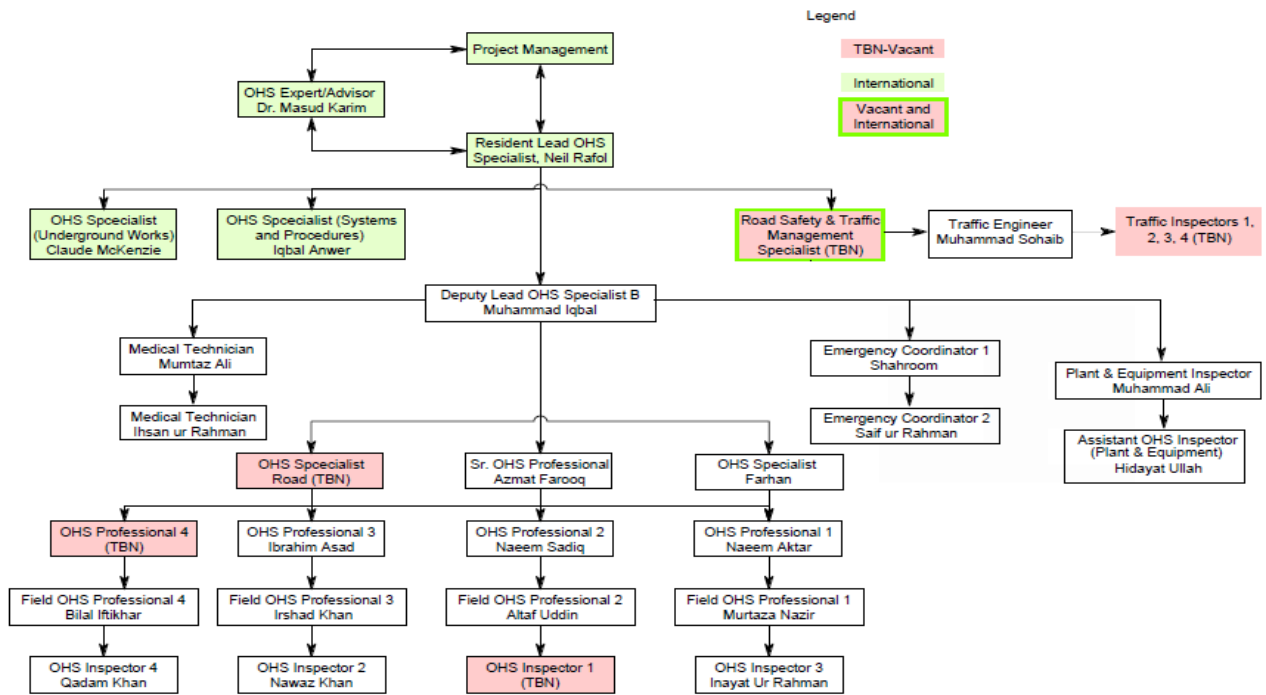 Legend
TBN-Vacant
International
Vacant and
International
Project Management
OHS Expert/Advisor
Dr. Masud Karim
Resident Lead OHS
Specialist, Neil Rafol
OHS Spcecialist
(Underground Works)
Claude McKenzie
OHS Spcecialist (Systems
and Procedures)
Iqbal Anwer
Road Safety & Traffic
Management
Specialist (TBN)
Traffic Engineer
Muhammad Sohaib
Traffic Inspectors 1,
2, 3, 4 (TBN)
Deputy Lead OHS Specialist B
Muhammad Iqbal
Medical Technician
Mumtaz Ali
Medical Technician
Ihsan ur Rahman
Emergency Coordinator 1
Shahroom
Emergency Coordinator 2
Saif ur Rahman
Plant & Equipment Inspector
Muhammad Ali
Assistant OHS Inspector
(Plant & Equipment)
Hidayat Ullah
OHS Spcecialist
Road (TBN)
Sr. OHS Professional
Azmat Farooq
OHS Specialist
Farhan
OHS Professional 4
(TBN)
OHS Professional 3
Ibrahim Asad
OHS Professional 2
Naeem Sadiq
OHS Professional 1
Naeem Aktar
Field OHS Professional 4
Bilal Iftikhar
Field OHS Professional 3
Irshad Khan
Field OHS Professional 2
Altaf Uddin
Field OHS Professional 1
Murtaza Nazir
OHS Inspector 4
Qadam Khan
OHS Inspector 2
Nawaz Khan
OHS Inspector 1
(TBN)
OHS Inspector 3
Inayat Ur Rahman